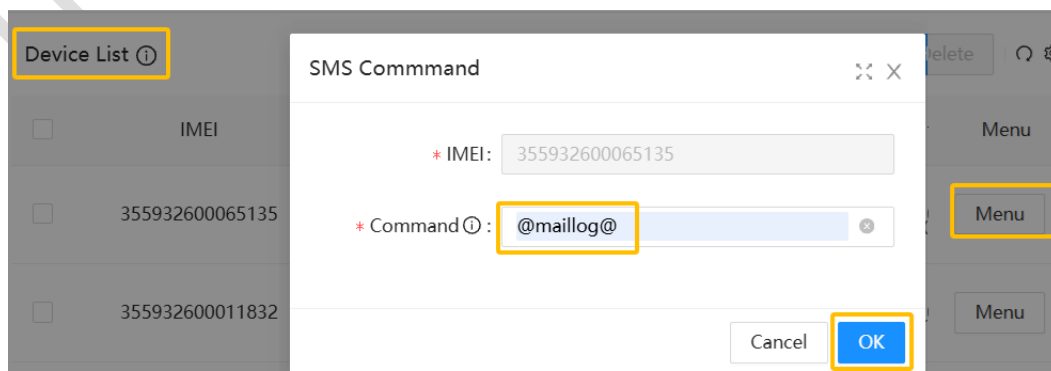 Device List
SMS Commmand
elete
IMEI
Menu
* IMEI: 355932600065135
355932600065135
Menu
* Command : @maillog@
355932600011832
Menu
Cancel
OK